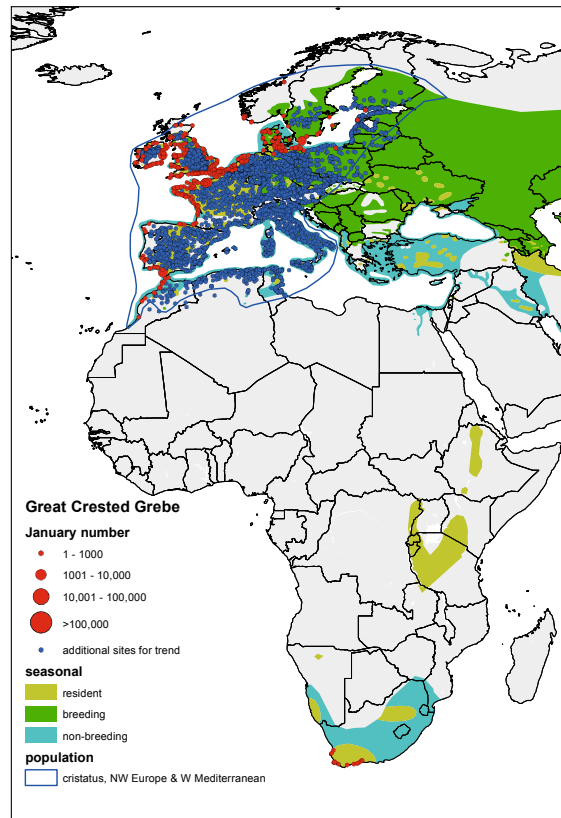 Great Crested Grebe
January number
1 - 1000
1001 - 10,000
10,001 - 100,000
>100,000
additional sites for trend
seasonal
resident
breeding
non-breeding
population
cristatus, NW Europe & W Mediterranean